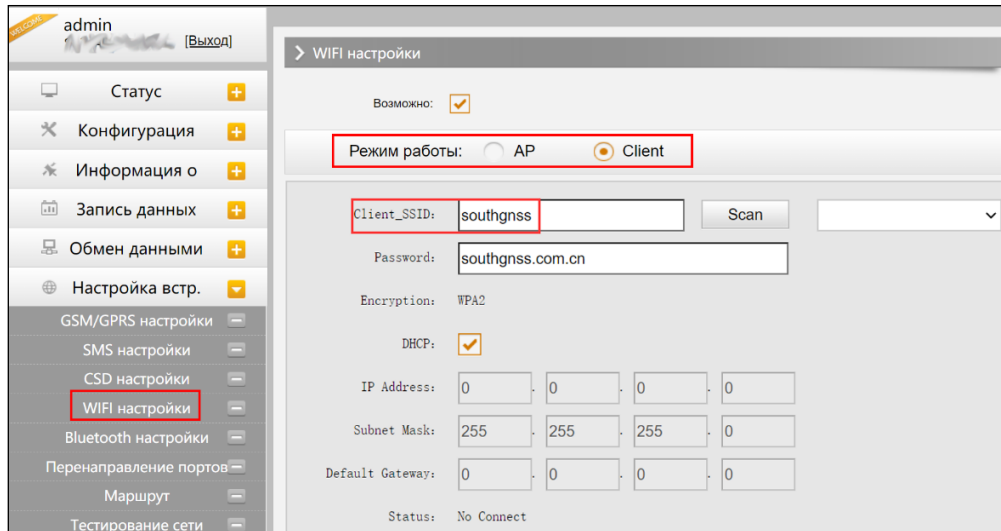 WELCOME
admin
[Выход]
Статус
Конфигурация
Информация о
Запись данных
Обмен данными
Настройка встр.
GSM/GPRS настройки
SMS настройки
CSD настройки
WIFI настройки
Bluetooth настройки
Перенаправление портов
Маршрут
Тестирование сети
WIFI настройки
Возможно:
Режим работы: AP Client
Client_SSID: southgnss Scan
Password: southgnss.com.cn
Encryption: WPA2
DHCP:
IP Address: 0 . 0 . 0 . 0
Subnet Mask: 255 . 255 . 255 . 0
Default Gateway: 0 . 0 . 0 . 0
Status: No Connect